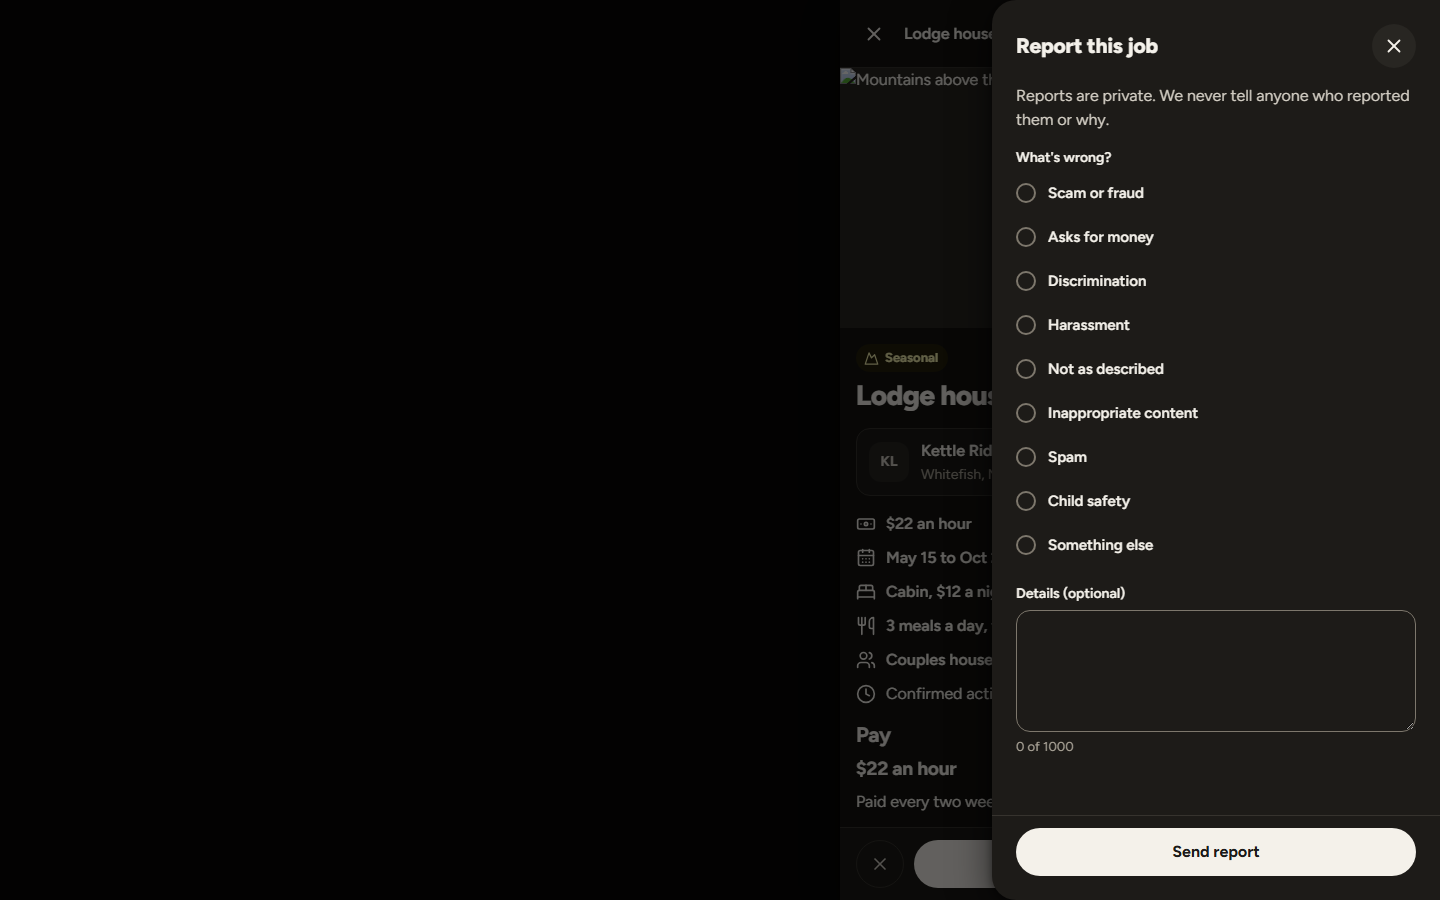 Lodge house
Mountains above th
Seasonal
Lodge hous
KL
Kettle Rid
Whitefish, M
$22 an hour
May 15 to Oct
Cabin, $12 a nig
3 meals a day,
Couples house
Confirmed acti
Pay
$22 an hour
Paid every two wee
Report this job
Reports are private. We never tell anyone who reported
them or why.
What's wrong?
Scam or fraud
Asks for money
Discrimination
Harassment
Not as described
Inappropriate content
Spam
Child safety
Something else
Details (optional)
0 of 1000
Send report